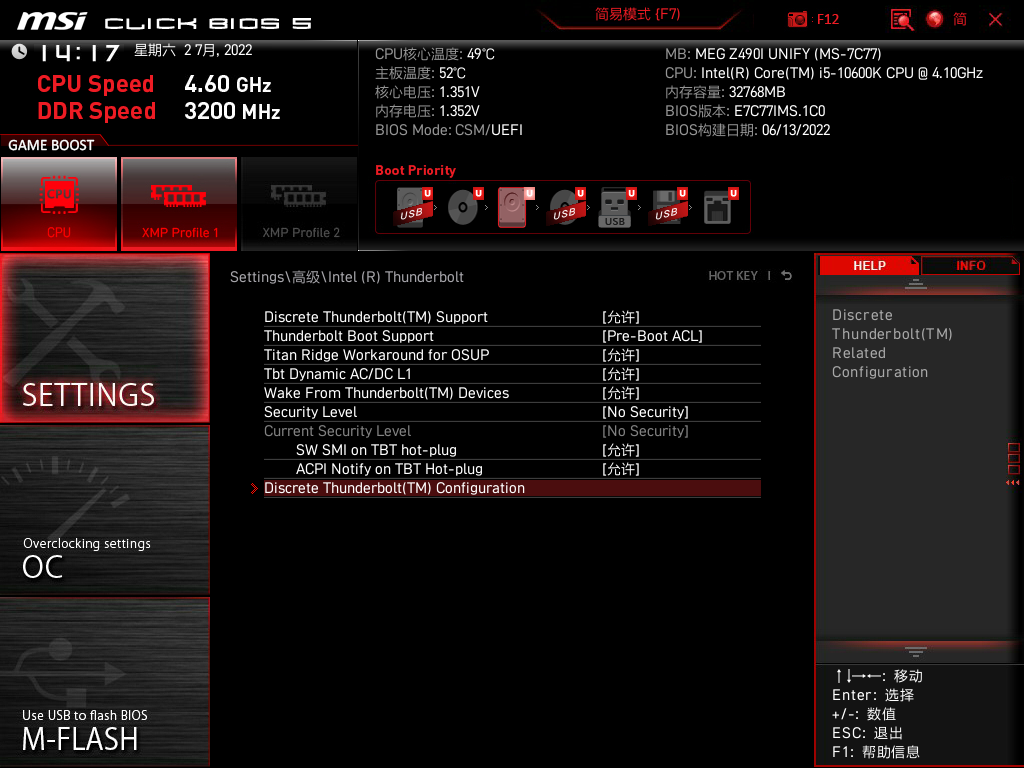 msi CLICK BIOS 5
简易模式 (F7)
F12
简
14:17 星期六 2 7月, 2022
CPU Speed 4.60 GHz
DDR Speed 3200 MHz
CPU核心温度: 49℃
主板温度: 52℃
核心电压: 1.351V
内存电压: 1.352V
BIOS Mode: CSM/UEFI
MB: MEG Z490I UNIFY (MS-7C77)
CPU: Intel(R) Core(TM) i5-10600K CPU @ 4.10GHz
内存容量: 32768MB
BIOS版本: E7C77IMS.1C0
BIOS构建日期: 06/13/2022
GAME BOOST
CPU
CPU
XMP Profile 1
XMP Profile 2
Boot Priority
U U U U U U U
USB USB USB USB
SETTINGS
Overclocking settings
OC
Use USB to flash BIOS
M-FLASH
Settings\高级\Intel (R) Thunderbolt
HOT KEY
Discrete Thunderbolt(TM) Support [允许]
Thunderbolt Boot Support [Pre-Boot ACL]
Titan Ridge Workaround for OSUP [允许]
Tbt Dynamic AC/DC L1 [允许]
Wake From Thunderbolt(TM) Devices [允许]
Security Level [No Security]
Current Security Level [No Security]
SW SMI on TBT hot-plug [允许]
ACPI Notify on TBT Hot-plug [允许]
Discrete Thunderbolt(TM) Configuration
HELP
INFO
Discrete
Thunderbolt(TM)
Related
Configuration
↑↓→←: 移动
Enter: 选择
+/-: 数值
ESC: 退出
F1: 帮助信息